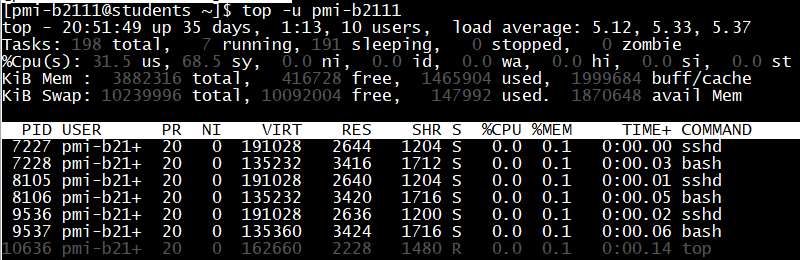 [pmi-b2111@students ~]$ top -u pmi-b2111
top - 20:51:49 up 35 days,  1:13, 10 users,  load average: 5.12, 5.33, 5.37
Tasks: 198 total,   7 running, 191 sleeping,   0 stopped,   0 zombie
%Cpu(s): 31.5 us, 68.5 sy,  0.0 ni,  0.0 id,  0.0 wa,  0.0 hi,  0.0 si,  0.0 st
KiB Mem :  3882316 total,   416728 free,  1465904 used,  1999684 buff/cache
KiB Swap: 10239996 total, 10092004 free,   147992 used.  1870648 avail Mem
PID USER      PR  NI    VIRT    RES    SHR S  %CPU %MEM     TIME+ COMMAND
7227 pmi-b21+  20   0  191028   2644   1204 S   0.0  0.1   0:00.00 sshd
7228 pmi-b21+  20   0  135232   3416   1712 S   0.0  0.1   0:00.03 bash
8105 pmi-b21+  20   0  191028   2640   1204 S   0.0  0.1   0:00.01 sshd
8106 pmi-b21+  20   0  135232   3420   1716 S   0.0  0.1   0:00.05 bash
9536 pmi-b21+  20   0  191028   2636   1200 S   0.0  0.1   0:00.02 sshd
9537 pmi-b21+  20   0  135360   3424   1716 S   0.0  0.1   0:00.06 bash
10636 pmi-b21+  20   0  162660   2228   1480 R   0.0  0.1   0:00.14 top